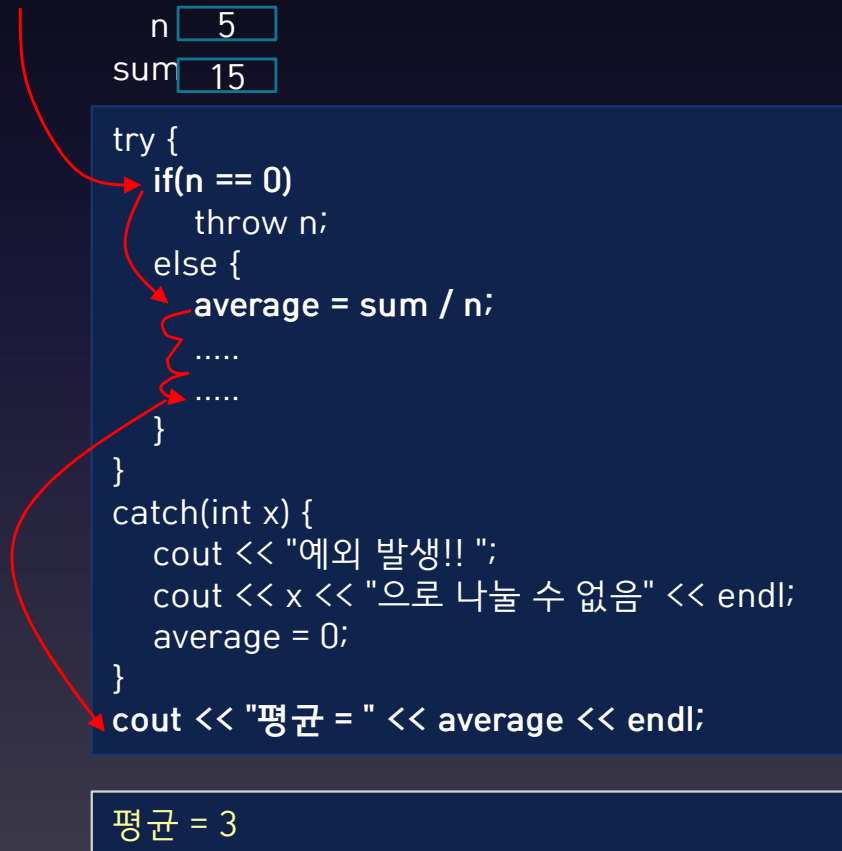 n 5
sum 15
try {
if(n == 0)
throw n;
else {
average = sum / n;
.....
.....
}
}
catch(int x) {
cout << "예외 발생!! ";
cout << x << "으로 나눌 수 없음" << endl;
average = 0;
}
cout << "평균 = " << average << endl;
평균 = 3